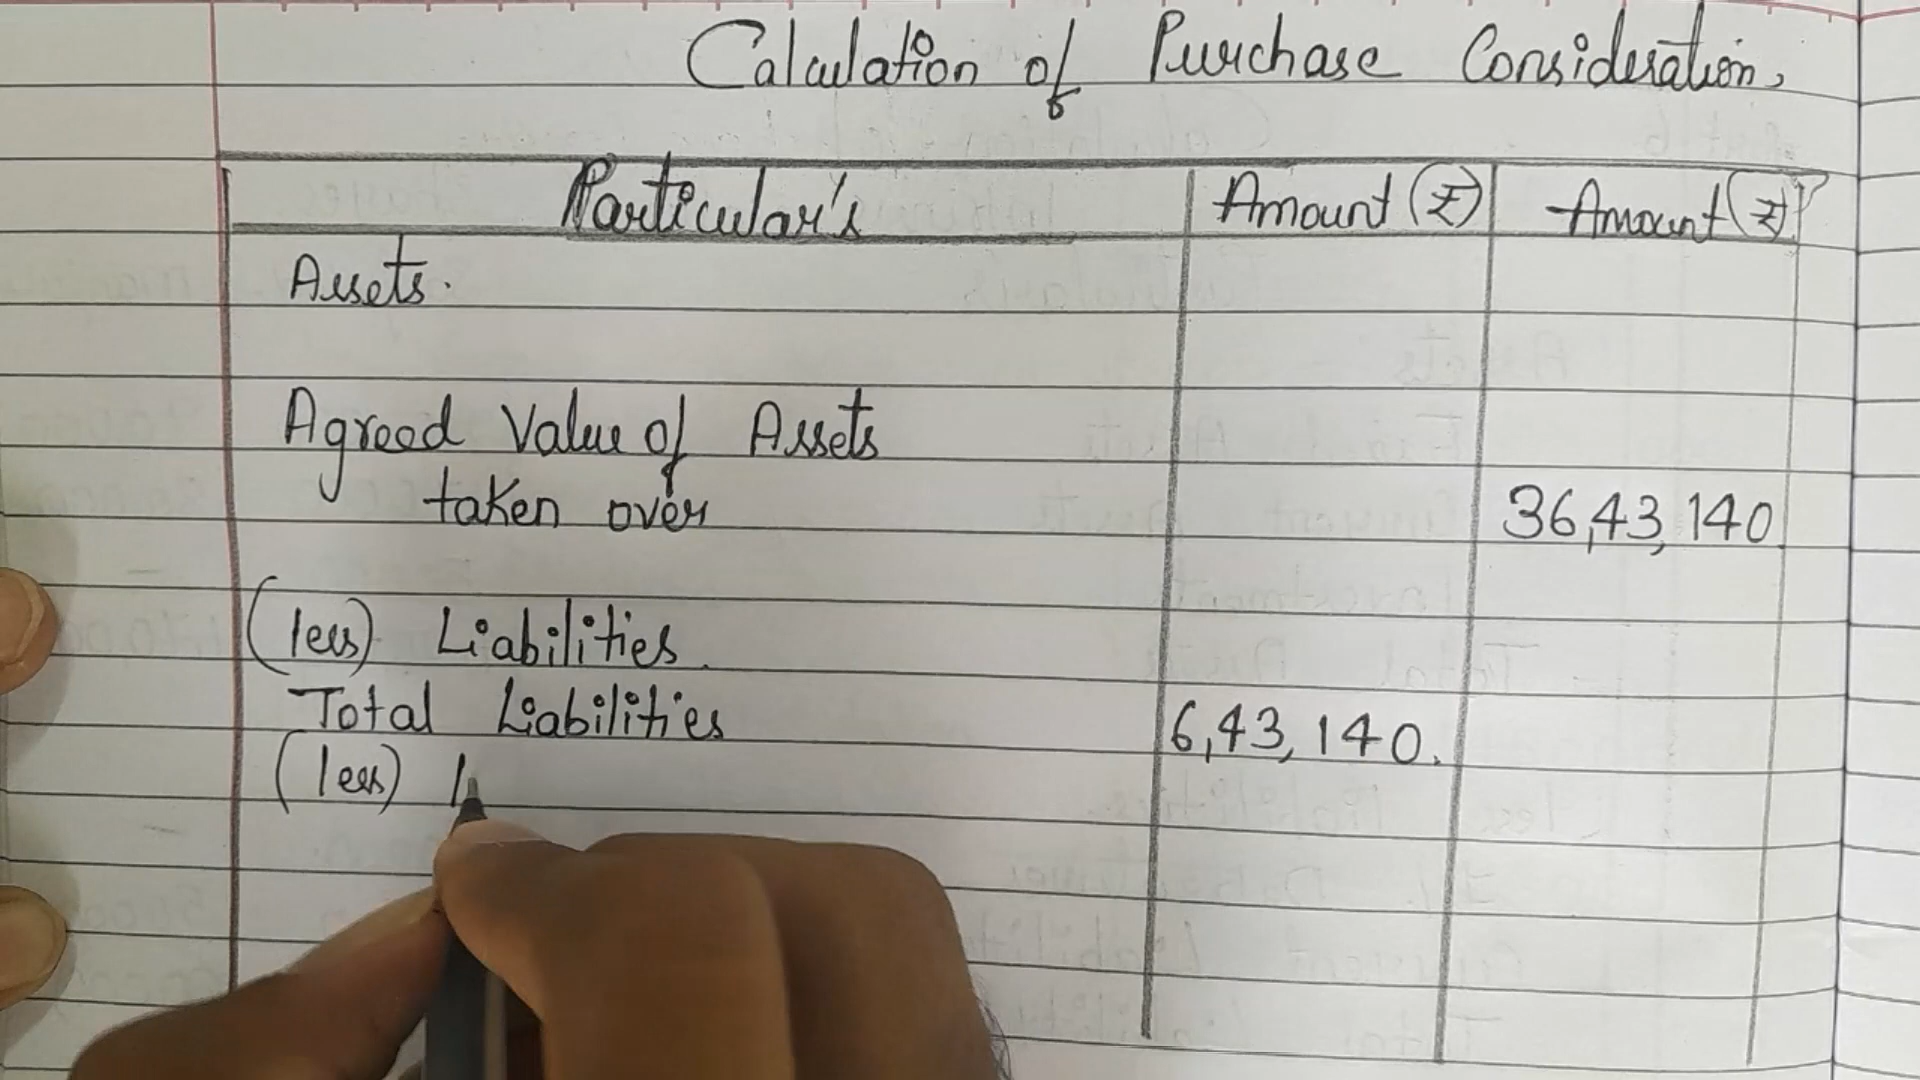 Calculation of Purchase Consideration,
Particular's Amount (₹) Amount (₹)
Assets.
Agreed Value of Assets
taken over 36,43,140
(less) Liabilities.
Total Liabilities 6,43,140.
(less)